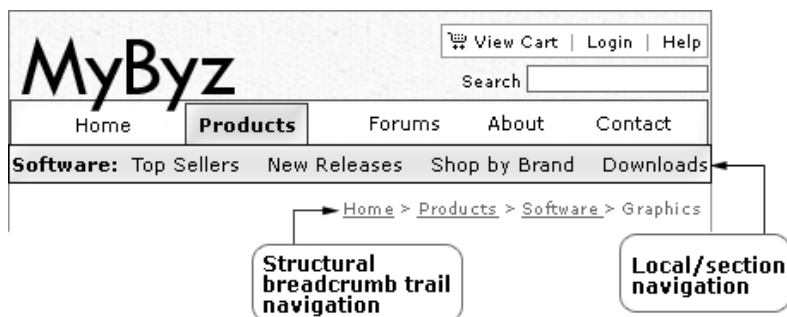 View Cart | Login | Help
MyByz
Search
Home Products Forums About Contact
Software: Top Sellers New Releases Shop by Brand Downloads
Home > Products > Software > Graphics
Structural
breadcrumb trail
navigation
Local/section
navigation